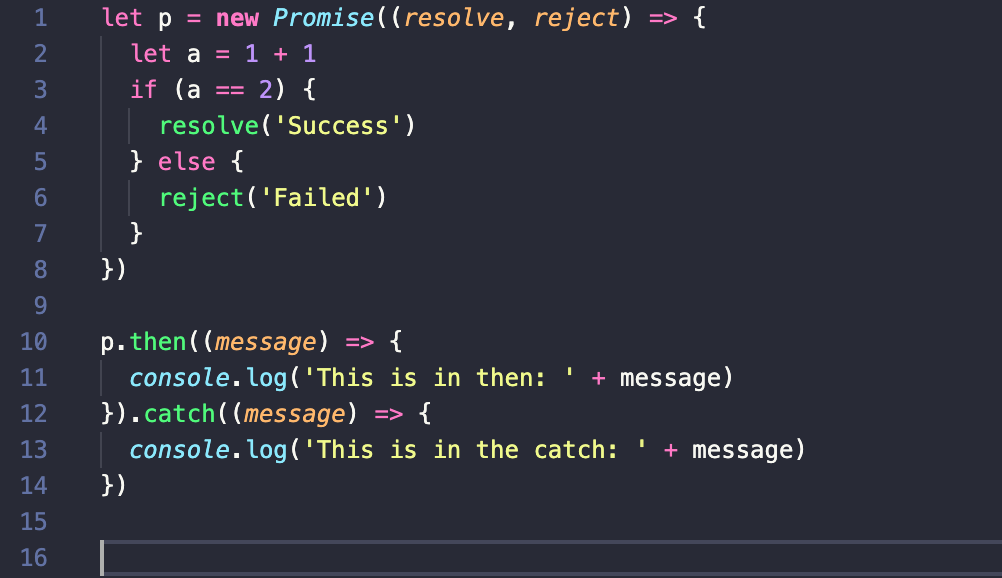 1 let p = new Promise((resolve, reject) => {
2   let a = 1 + 1
3   if (a == 2) {
4     resolve('Success')
5   } else {
6     reject('Failed')
7   }
8 })
9
10 p.then((message) => {
11   console.log('This is in then: ' + message)
12 }).catch((message) => {
13   console.log('This is in the catch: ' + message)
14 })
15
16